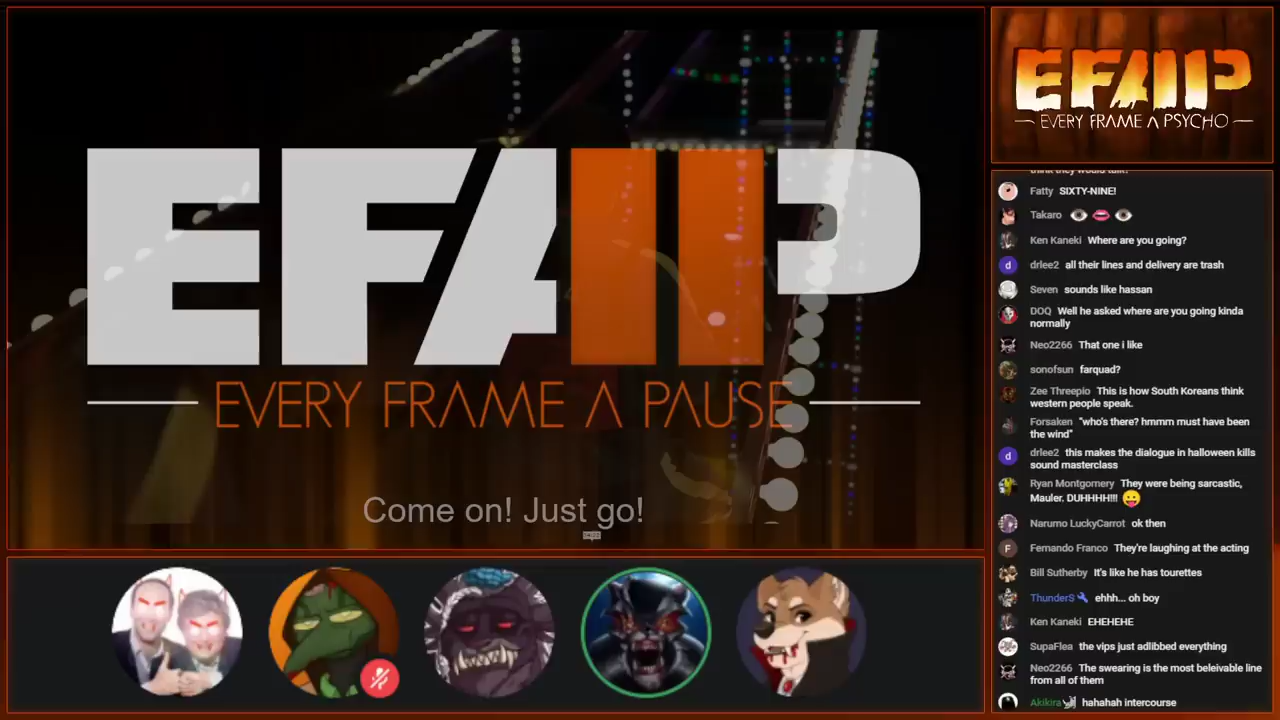 EFAP
EVERY FRAME A PAUSE
Come on! Just go!
EFAP
EVERY FRAME A PSYCHO
think they would talk?
Fatty SIXTY-NINE!
Takaro 👁️👄👁️
Ken Kaneki Where are you going?
d
drlee2 all their lines and delivery are trash
Seven sounds like hassan
DOQ Well he asked where are you going kinda
normally
Neo2266 That one i like
sonofsun farquad?
Zee Threepio This is how South Koreans think
western people speak.
Forsaken "who's there? hmmm must have been
the wind"
d
drlee2 this makes the dialogue in halloween kills
sound masterclass
Ryan Montgomery They were being sarcastic,
Mauler. DUHHHH!!! 😛
Narumo LuckyCarrot ok then
F
Fernando Franco They're laughing at the acting
Bill Sutherby It's like he has tourettes
ThunderS ehhh... oh boy
Ken Kaneki EHEHEHE
SupaFlea the vips just adlibbed everything
Neo2266 The swearing is the most beleivable line
from all of them
Akikira hahahah intercourse